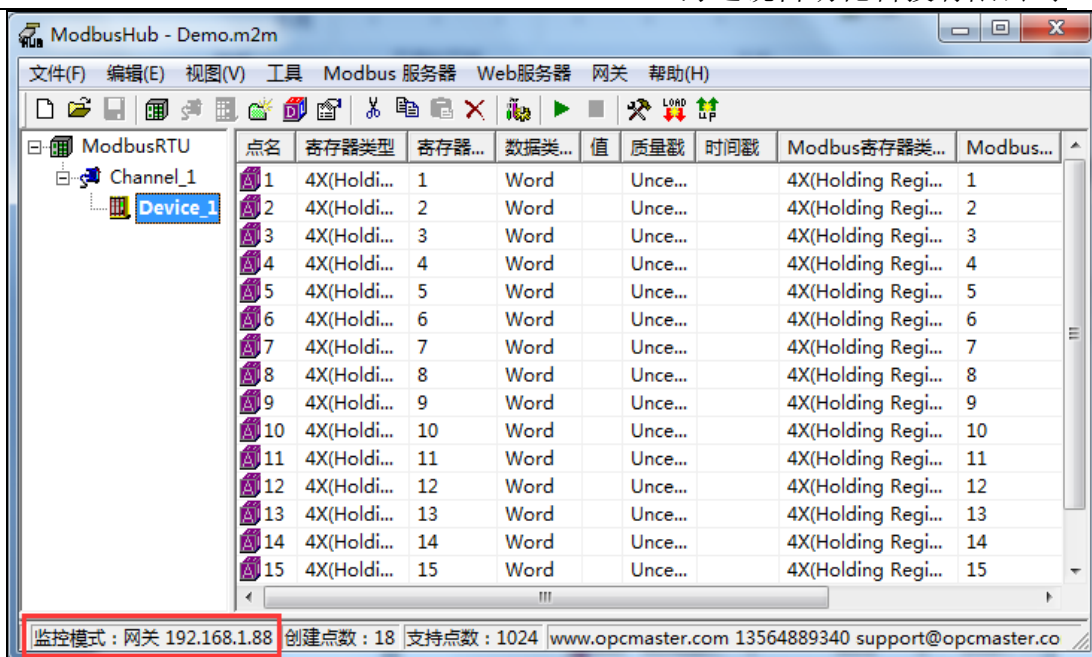 ModbusHub - Demo.m2m
文件(F) 编辑(E) 视图(V) 工具 Modbus 服务器 Web服务器 网关 帮助(H)
ModbusRTU
Channel_1
Device_1
点名 寄存器类型 寄存器... 数据类... 值 质量戳 时间戳 Modbus寄存器类... Modbus...
1 4X(Holdi... 1 Word Unce... 4X(Holding Regi... 1
2 4X(Holdi... 2 Word Unce... 4X(Holding Regi... 2
3 4X(Holdi... 3 Word Unce... 4X(Holding Regi... 3
4 4X(Holdi... 4 Word Unce... 4X(Holding Regi... 4
5 4X(Holdi... 5 Word Unce... 4X(Holding Regi... 5
6 4X(Holdi... 6 Word Unce... 4X(Holding Regi... 6
7 4X(Holdi... 7 Word Unce... 4X(Holding Regi... 7
8 4X(Holdi... 8 Word Unce... 4X(Holding Regi... 8
9 4X(Holdi... 9 Word Unce... 4X(Holding Regi... 9
10 4X(Holdi... 10 Word Unce... 4X(Holding Regi... 10
11 4X(Holdi... 11 Word Unce... 4X(Holding Regi... 11
12 4X(Holdi... 12 Word Unce... 4X(Holding Regi... 12
13 4X(Holdi... 13 Word Unce... 4X(Holding Regi... 13
14 4X(Holdi... 14 Word Unce... 4X(Holding Regi... 14
15 4X(Holdi... 15 Word Unce... 4X(Holding Regi... 15
监控模式：网关 192.168.1.88 创建点数：18 支持点数：1024 www.opcmaster.com 13564889340 support@opcmaster.co